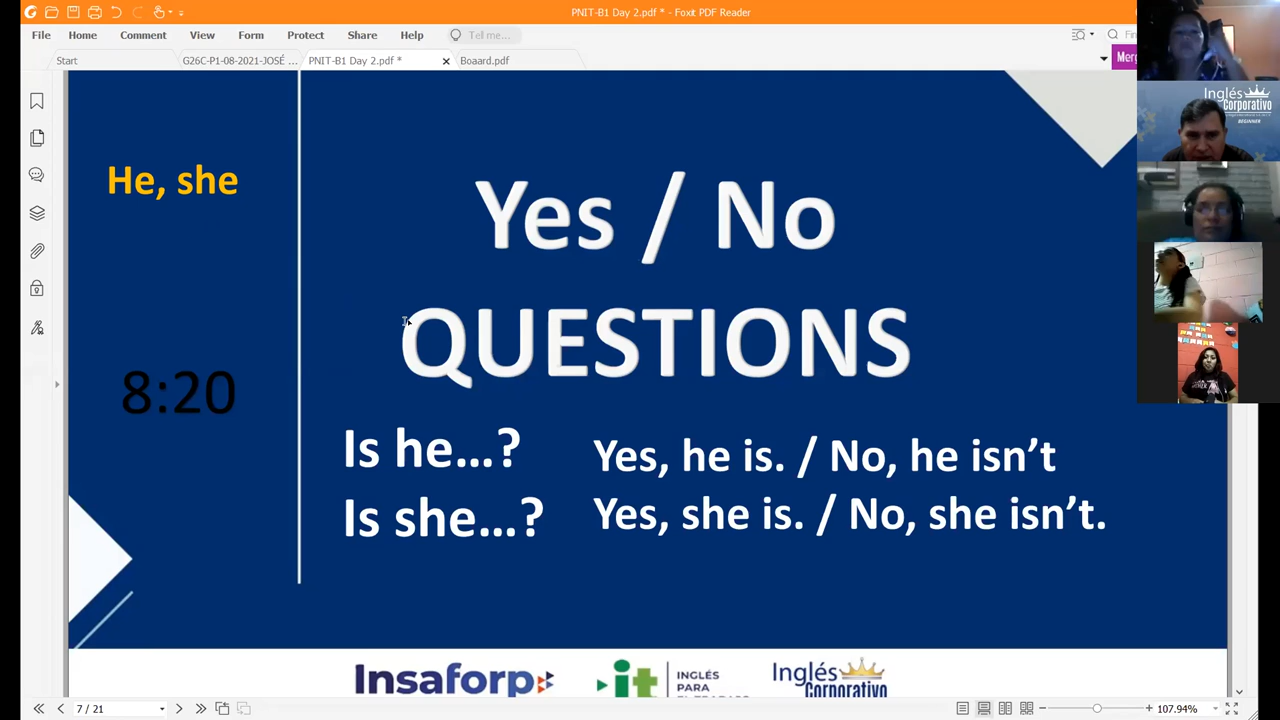 PNIT-B1 Day 2.pdf * - Foxit PDF Reader
File Home Comment View Form Protect Share Help Tell me...
Start G26C-P1-08-2021-JOSÉ ... PNIT-B1 Day 2.pdf * Boaard.pdf
Inglés
Corporativo
BEGINNER
He, she
Yes / No
QUESTIONS
8:20
Is he...? Yes, he is. / No, he isn't
Is she...? Yes, she is. / No, she isn't.
Insaforp it INGLÉS PARA Inglés Corporativo
7 / 21 107.94%